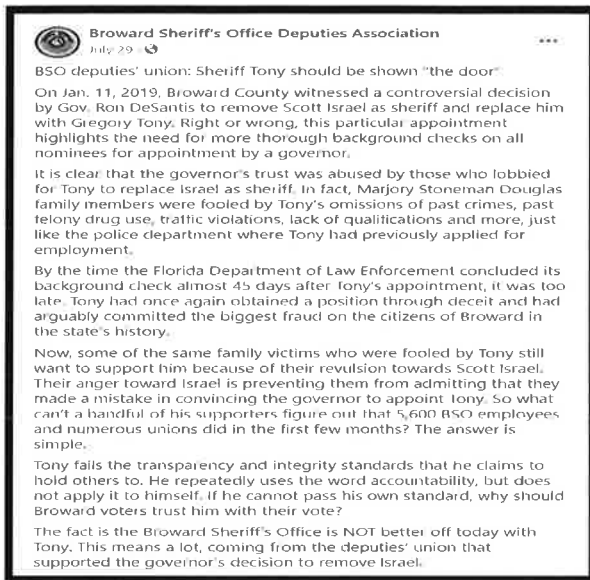 Broward Sheriff's Office Deputies Association
July 29 ·
BSO deputies' union: Sheriff Tony should be shown "the door"
On Jan. 11, 2019, Broward County witnessed a controversial decision
by Gov. Ron DeSantis to remove Scott Israel as sheriff and replace him
with Gregory Tony. Right or wrong, this particular appointment
highlights the need for more thorough background checks on all
nominees for appointment by a governor.
It is clear that the governor's trust was abused by those who lobbied
for Tony to replace Israel as sheriff. In fact, Marjory Stoneman Douglas
family members were fooled by Tony's omissions of past crimes, past
felony drug use, traffic violations, lack of qualifications and more, just
like the police department where Tony had previously applied for
employment.
By the time the Florida Department of Law Enforcement concluded its
background check almost 45 days after Tony's appointment, it was too
late. Tony had once again obtained a position through deceit and had
arguably committed the biggest fraud on the citizens of Broward in
the state's history.
Now, some of the same family victims who were fooled by Tony still
want to support him because of their revulsion towards Scott Israel.
Their anger toward Israel is preventing them from admitting that they
made a mistake in convincing the governor to appoint Tony. So what
can't a handful of his supporters figure out that 5,600 BSO employees
and numerous unions did in the first few months? The answer is
simple.
Tony fails the transparency and integrity standards that he claims to
hold others to. He repeatedly uses the word accountability, but does
not apply it to himself. If he cannot pass his own standard, why should
Broward voters trust him with their vote?
The fact is the Broward Sheriff's Office is NOT better off today with
Tony. This means a lot, coming from the deputies' union that
supported the governor's decision to remove Israel.